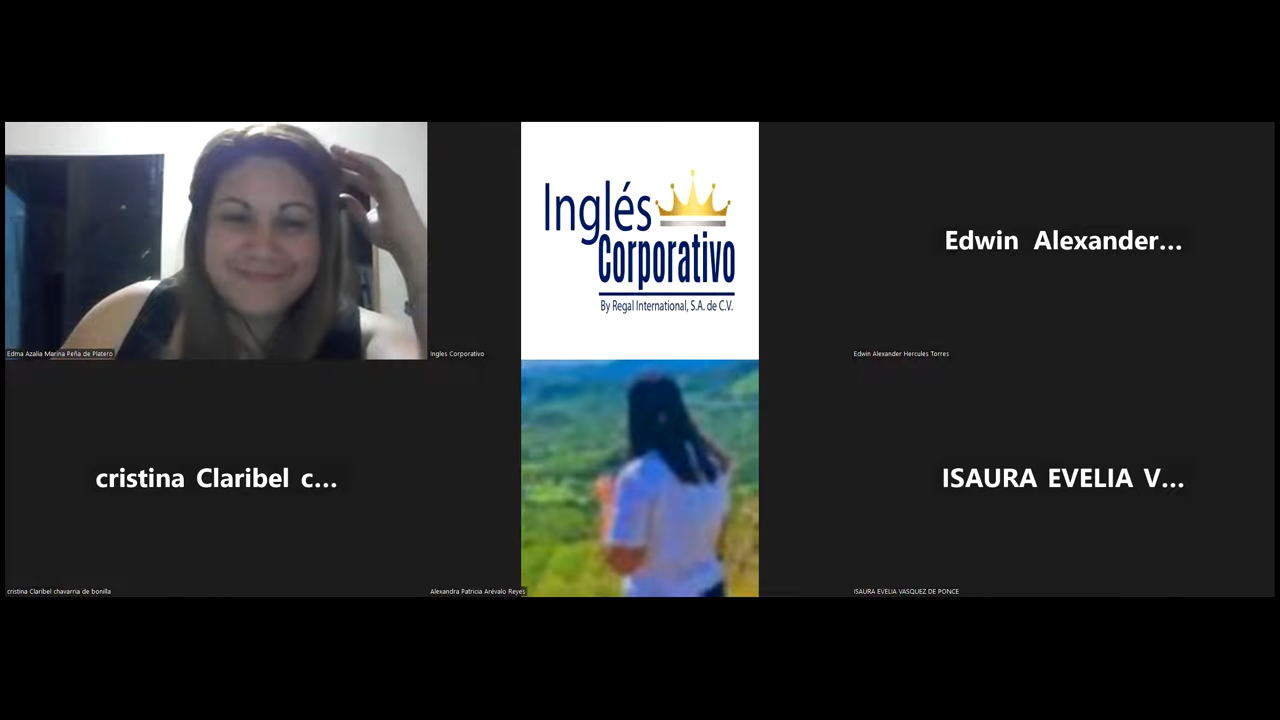 Inglés
Corporativo
By Regal International, S.A. de C.V.
Edwin Alexander...
Edma Azalia Marina Peña de Platero
Ingles Corporativo
Edwin Alexander Hercules Torres
cristina Claribel c...
ISAURA EVELIA V...
cristina Claribel chavarria de bonilla
Alexandra Patricia Arévalo Reyes
ISAURA EVELIA VASQUEZ DE PONCE